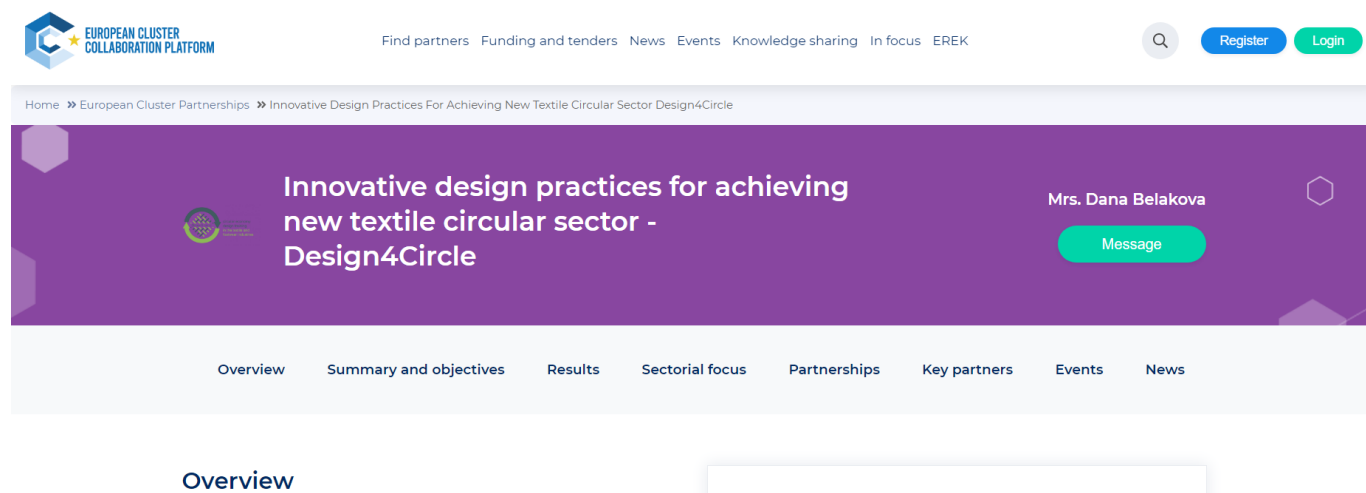 EUROPEAN CLUSTER
COLLABORATION PLATFORM
Find partners Funding and tenders News Events Knowledge sharing In focus EREK
Register
Login
Home » European Cluster Partnerships » Innovative Design Practices For Achieving New Textile Circular Sector Design4Circle
Innovative design practices for achieving
new textile circular sector -
Design4Circle
Mrs. Dana Belakova
Message
Overview Summary and objectives Results Sectorial focus Partnerships Key partners Events News
Overview